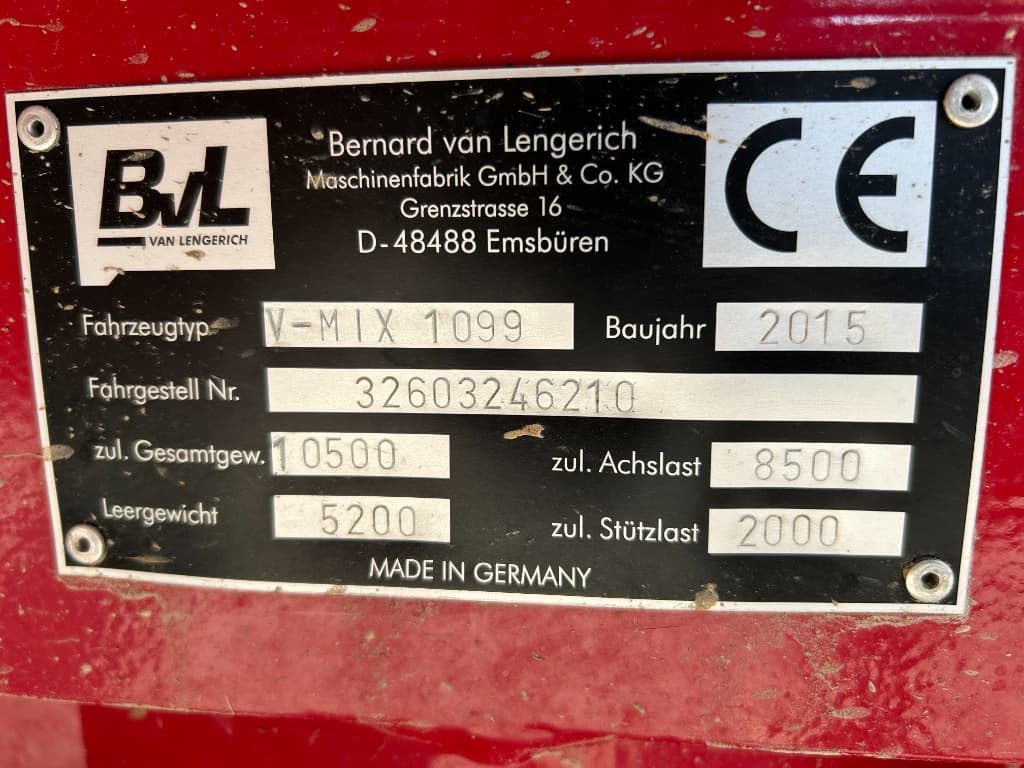 BvL
VAN LENGERICH
Bernard van Lengerich
Maschinenfabrik GmbH & Co. KG
Grenzstrasse 16
D-48488 Emsbüren
CE
Fahrzeugtyp V-MIX 1099 Baujahr 2015
Fahrgestell Nr. 32603246210
zul. Gesamtgew. 10500 zul. Achslast 8500
Leergewicht 5200 zul. Stützlast 2000
MADE IN GERMANY